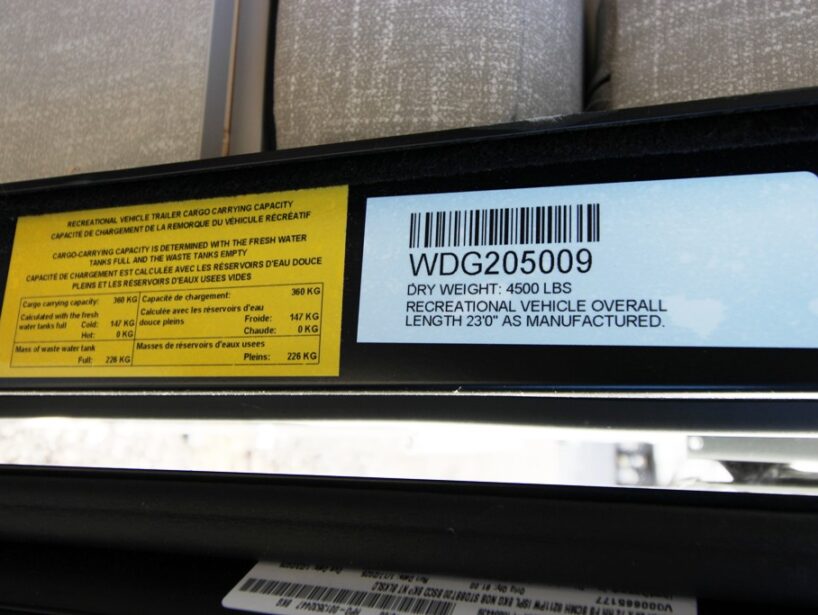 RECREATIONAL VEHICLE TRAILER CARGO CARRYING CAPACITY
CAPACITE DE CHARGEMENT DE LA REMORQUE DU VÉHICULE RÉCRÉATIF
CARGO-CARRYING CAPACITY IS DETERMINED WITH THE FRESH WATER
TANKS FULL AND THE WASTE TANKS EMPTY
CAPACITÉ DE CHARGEMENT EST CALCULÉE AVEC LES RÉSERVOIRS D'EAU DOUCE
PLEINS ET LES RÉSERVOIRS D'EAUX USEES VIDES
Cargo carrying capacity: 360 KG
Calculated with the fresh
water tanks full Cold: 147 KG
Hot: 0 KG
Mass of waste water tank
Full: 226 KG
Capacité de chargement: 360 KG
Calculée avec les réservoirs d'eau
douce pleins Froide: 147 KG
Chaude: 0 KG
Masses de réservoirs d'eaux usees
Pleins: 226 KG
WDG205009
DRY WEIGHT: 4500 LBS
RECREATIONAL VEHICLE OVERALL
LENGTH 23'0" AS MANUFACTURED.